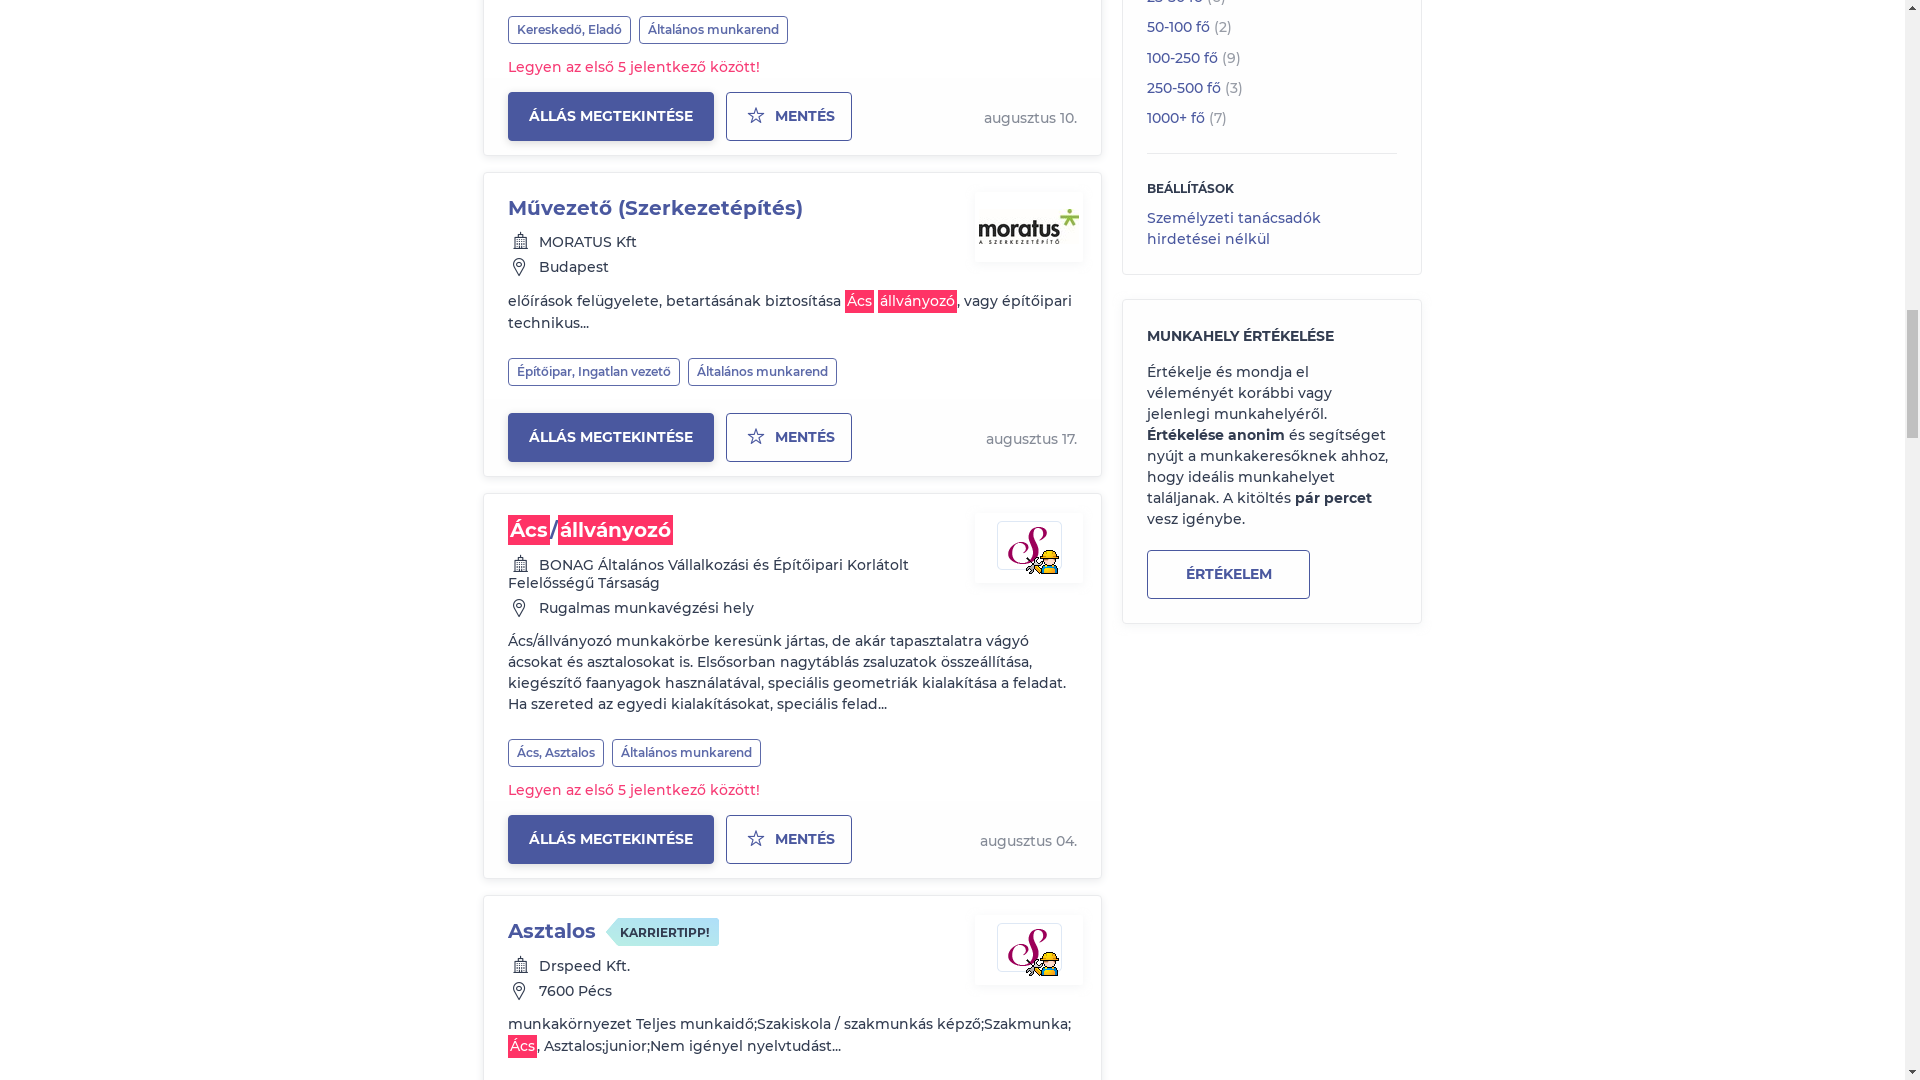 Kereskedő, Eladó
Általános munkarend
Legyen az első 5 jelentkező között!
ÁLLÁS MEGTEKINTÉSE
MENTÉS
augusztus 10.
Művezető (Szerkezetépítés)
MORATUS Kft
Budapest
moratus
A SZERKEZETÉPÍTŐ
előírások felügyelete, betartásának biztosítása Ács állványozó, vagy építőipari
technikus...
Építőipar, Ingatlan vezető
Általános munkarend
ÁLLÁS MEGTEKINTÉSE
MENTÉS
augusztus 17.
Ács/állványozó
BONAG Általános Vállalkozási és Építőipari Korlátolt
Felelősségű Társaság
Rugalmas munkavégzési hely
S
Ács/állványozó munkakörbe keresünk jártas, de akár tapasztalatra vágyó
ácsokat és asztalosokat is. Elsősorban nagytáblás zsaluzatok összeállítása,
kiegészítő faanyagok használatával, speciális geometriák kialakítása a feladat.
Ha szereted az egyedi kialakításokat, speciális felad...
Ács, Asztalos
Általános munkarend
Legyen az első 5 jelentkező között!
ÁLLÁS MEGTEKINTÉSE
MENTÉS
augusztus 04.
Asztalos
KARRIERTIPP!
Drspeed Kft.
7600 Pécs
S
munkakörnyezet Teljes munkaidő;Szakiskola / szakmunkás képző;Szakmunka;
Ács, Asztalos;junior;Nem igényel nyelvtudást...
50-100 fő (2)
100-250 fő (9)
250-500 fő (3)
1000+ fő (7)
BEÁLLÍTÁSOK
Személyzeti tanácsadók
hirdetései nélkül
MUNKAHELY ÉRTÉKELÉSE
Értékelje és mondja el
véleményét korábbi vagy
jelenlegi munkahelyéről.
Értékelése anonim és segítséget
nyújt a munkakeresőknek ahhoz,
hogy ideális munkahelyet
találjanak. A kitöltés pár percet
vesz igénybe.
ÉRTÉKELEM